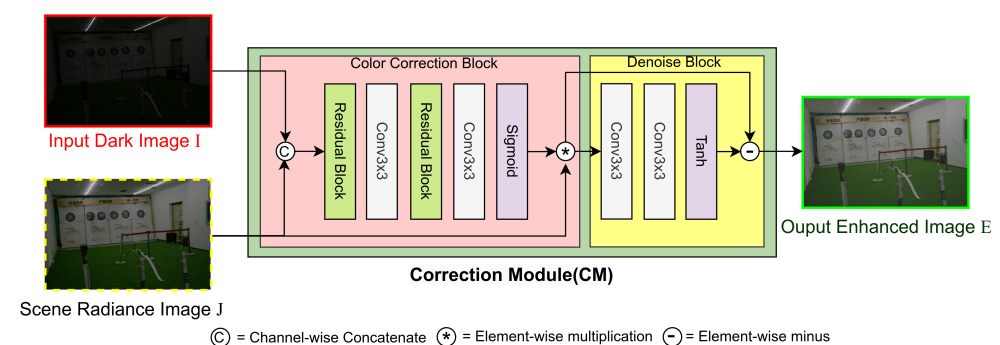 Color Correction Block
Denoise Block
Input Dark Image I
C
Residual Block
Conv3x3
Residual Block
Conv3x3
Sigmoid
*
Conv3x3
Conv3x3
Tanh
-
Ouput Enhanced Image E
Scene Radiance Image J
Correction Module(CM)
C = Channel-wise Concatenate * = Element-wise multiplication - = Element-wise minus